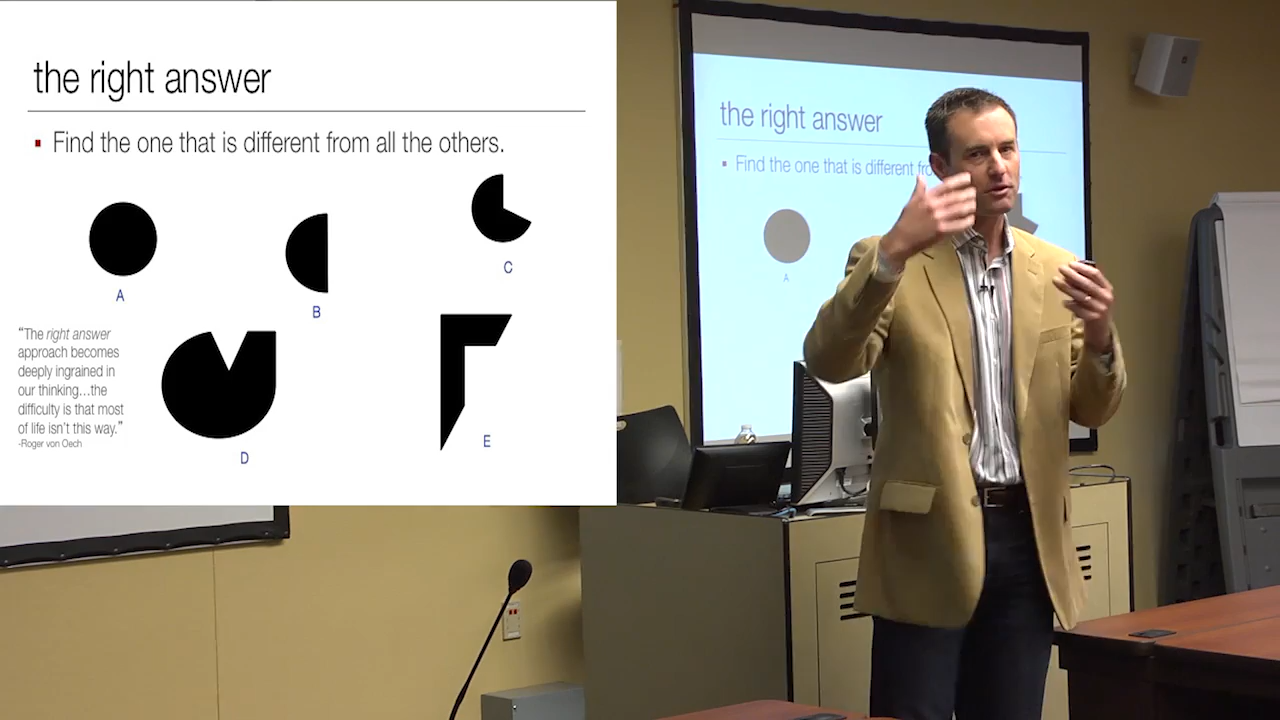 the right answer
▪ Find the one that is different from all the others.
A
B
C
“The right answer
approach becomes
deeply ingrained in
our thinking…the
difficulty is that most
of life isn’t this way.”
-Roger von Oech
D
E
the right answer
▪ Find the one that is different
A